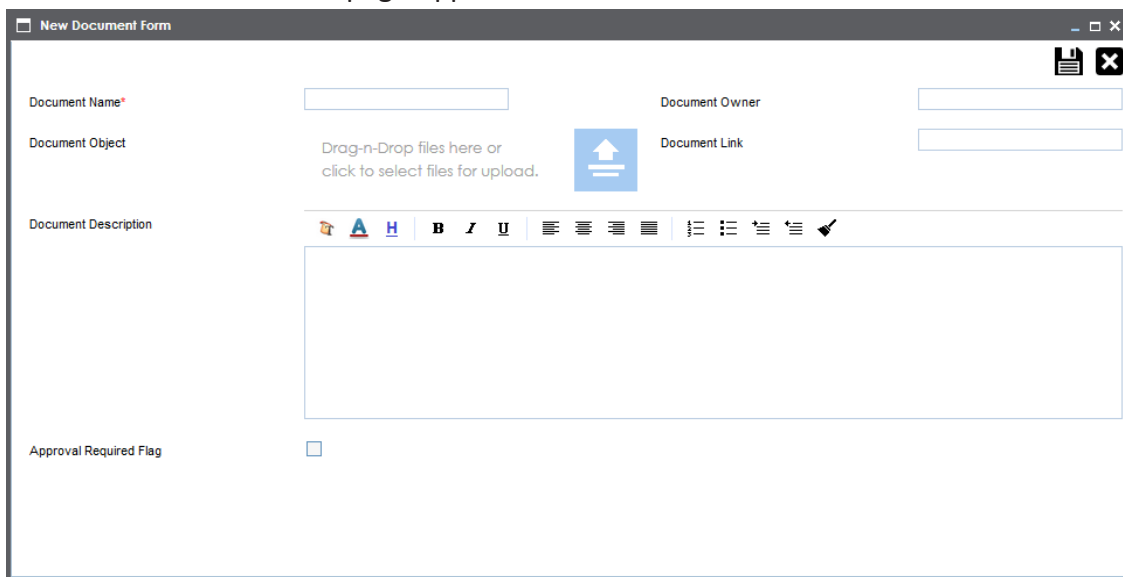 New Document Form
Document Name*
Document Owner
Document Object
Drag-n-Drop files here or
click to select files for upload.
Document Link
Document Description
A H B I U
Approval Required Flag